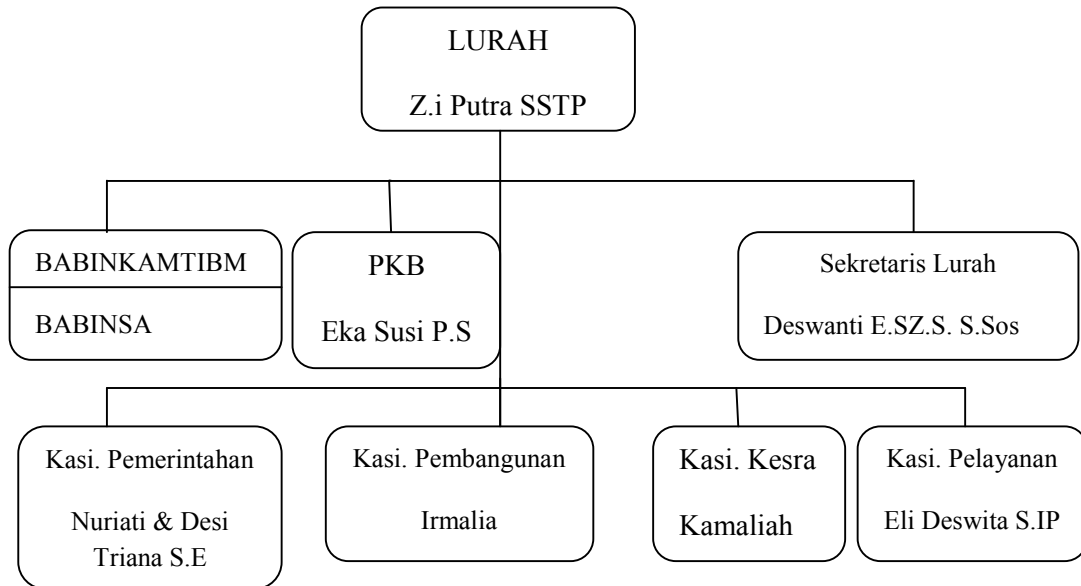 LURAH
Z.i Putra SSTP
BABINKAMTIBM
BABINSA
PKB
Eka Susi P.S
Sekretaris Lurah
Deswanti E.SZ.S. S.Sos
Kasi. Pemerintahan
Nuriati & Desi
Triana S.E
Kasi. Pembangunan
Irmalia
Kasi. Kesra
Kamaliah
Kasi. Pelayanan
Eli Deswita S.IP